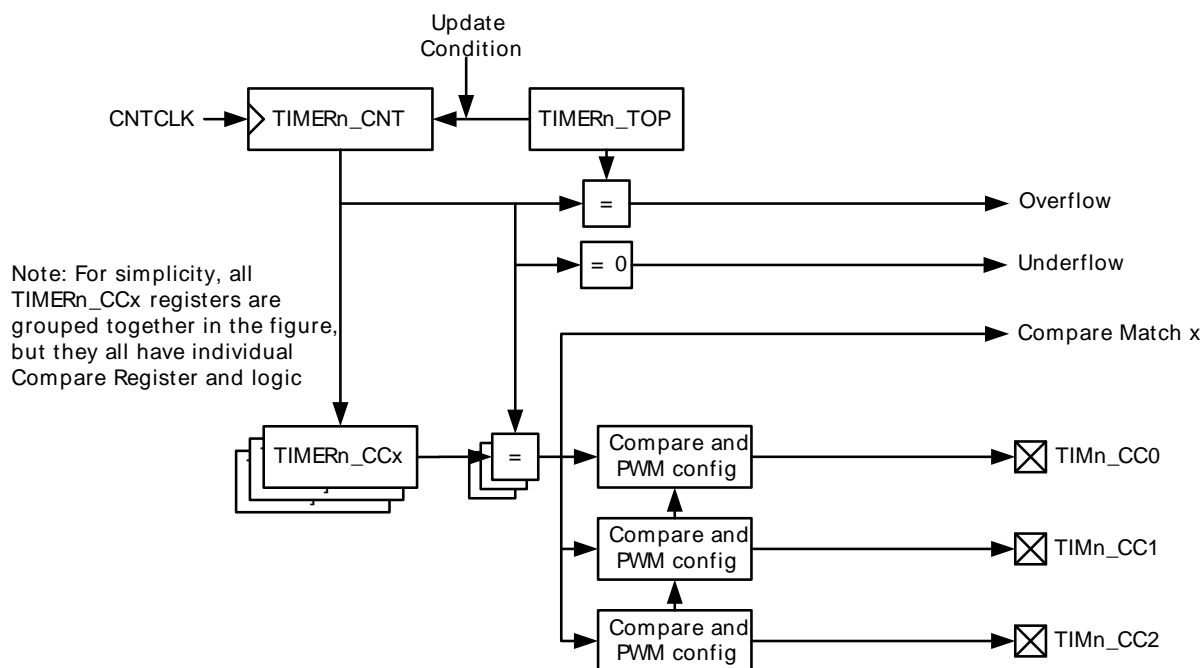 Update
Condition
CNTCLK
TIMERn_CNT
TIMERn_TOP
=
Overflow
= 0
Underflow
Note: For simplicity, all
TIMERn_CCx registers are
grouped together in the figure,
but they all have individual
Compare Register and logic
Compare Match x
TIMERn_CCx
=
Compare and
PWM config
TIMn_CC0
Compare and
PWM config
TIMn_CC1
Compare and
PWM config
TIMn_CC2